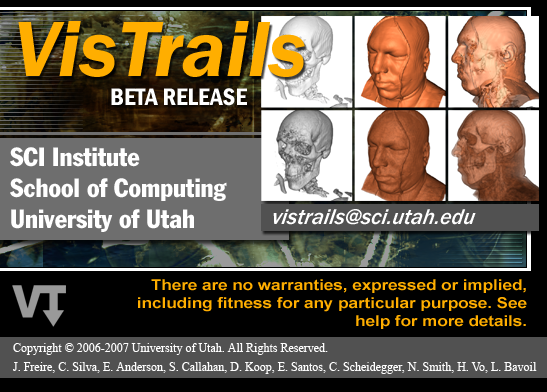 VisTrails
BETA RELEASE
SCI Institute
School of Computing
University of Utah
vistrails@sci.utah.edu
VT
There are no warranties, expressed or implied,
including fitness for any particular purpose. See
help for more details.
Copyright © 2006-2007 University of Utah. All Rights Reserved.
J. Freire, C. Silva, E. Anderson, S. Callahan, D. Koop, E. Santos, C. Scheidegger, N. Smith, H. Vo, L. Bavoil